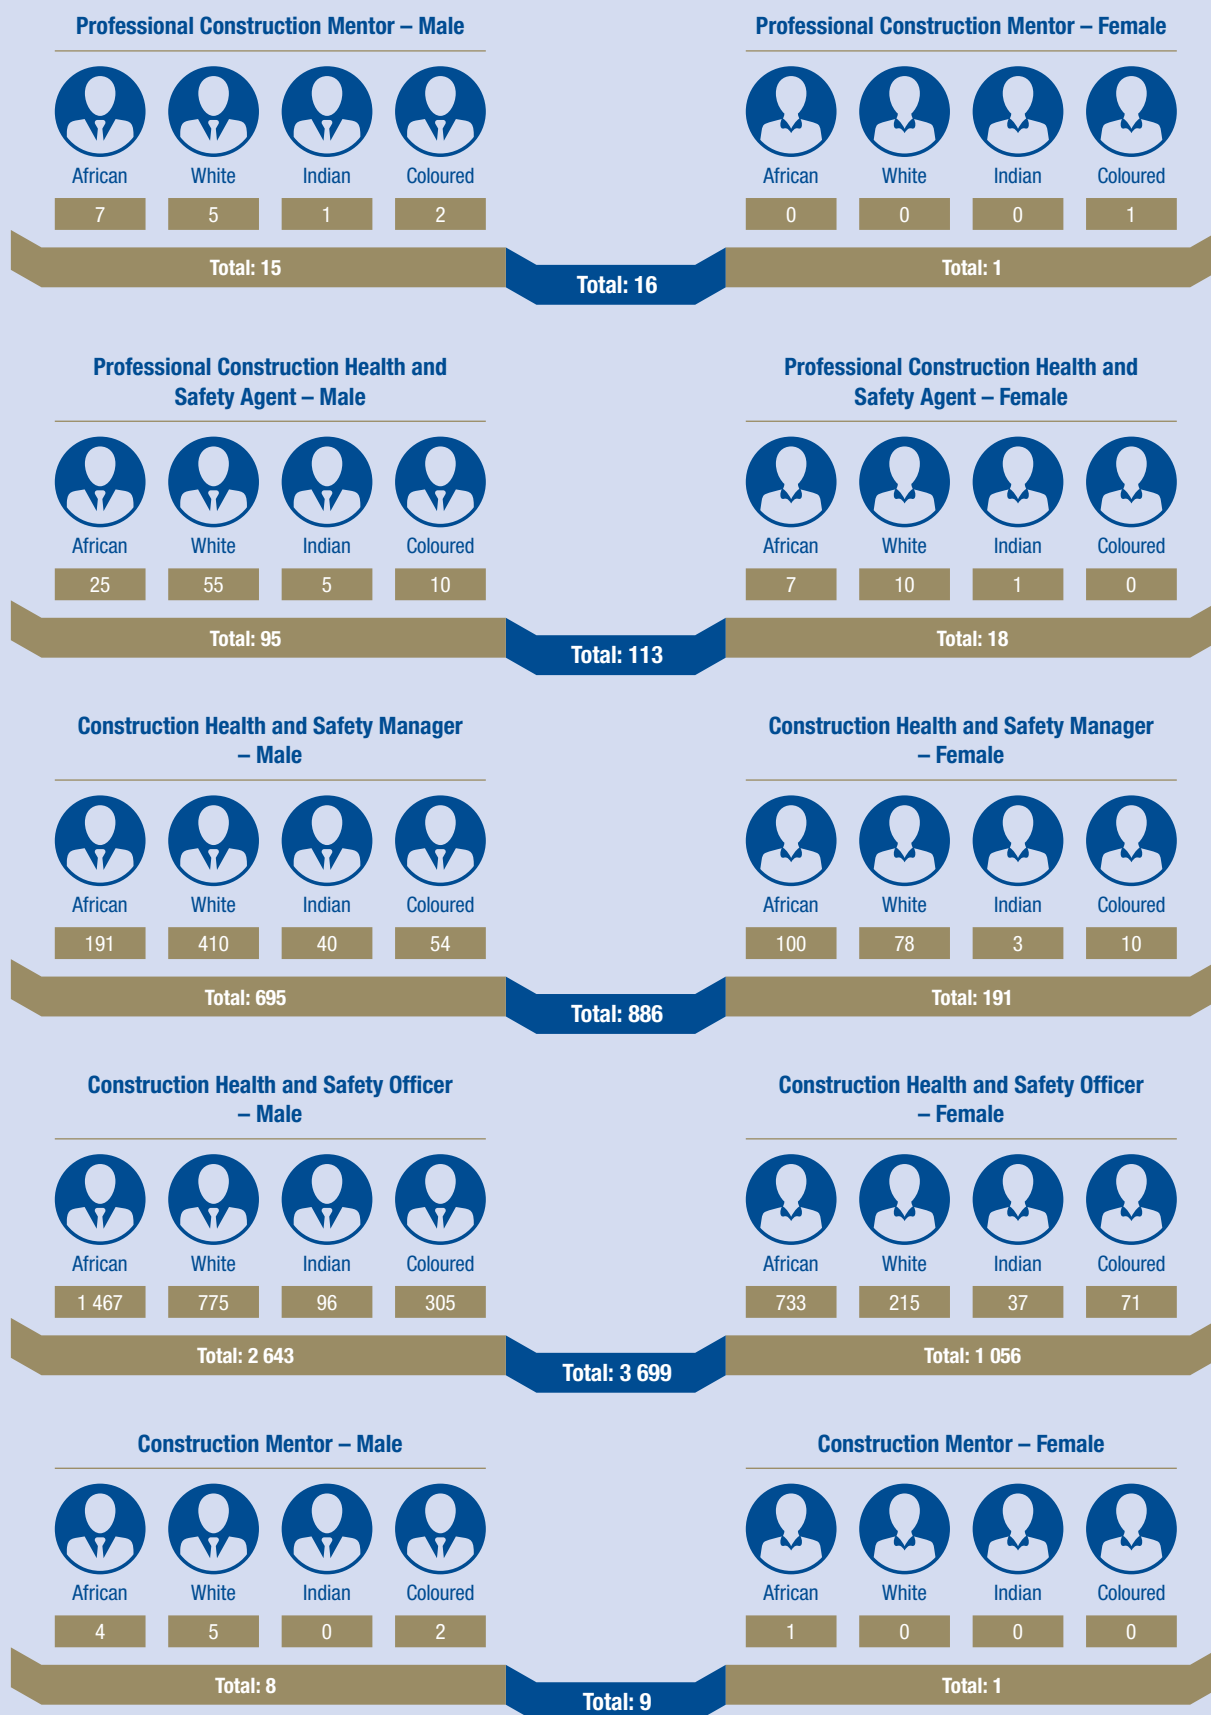 Professional Construction Mentor – Male
African White Indian Coloured
7 5 1 2
Total: 15
Professional Construction Mentor – Female
African White Indian Coloured
0 0 0 1
Total: 1
Total: 16
Professional Construction Health and
Safety Agent – Male
African White Indian Coloured
25 55 5 10
Total: 95
Professional Construction Health and
Safety Agent – Female
African White Indian Coloured
7 10 1 0
Total: 18
Total: 113
Construction Health and Safety Manager
– Male
African White Indian Coloured
191 410 40 54
Total: 695
Construction Health and Safety Manager
– Female
African White Indian Coloured
100 78 3 10
Total: 191
Total: 886
Construction Health and Safety Officer
– Male
African White Indian Coloured
1 467 775 96 305
Total: 2 643
Construction Health and Safety Officer
– Female
African White Indian Coloured
733 215 37 71
Total: 1 056
Total: 3 699
Construction Mentor – Male
African White Indian Coloured
4 5 0 2
Total: 8
Construction Mentor – Female
African White Indian Coloured
1 0 0 0
Total: 1
Total: 9